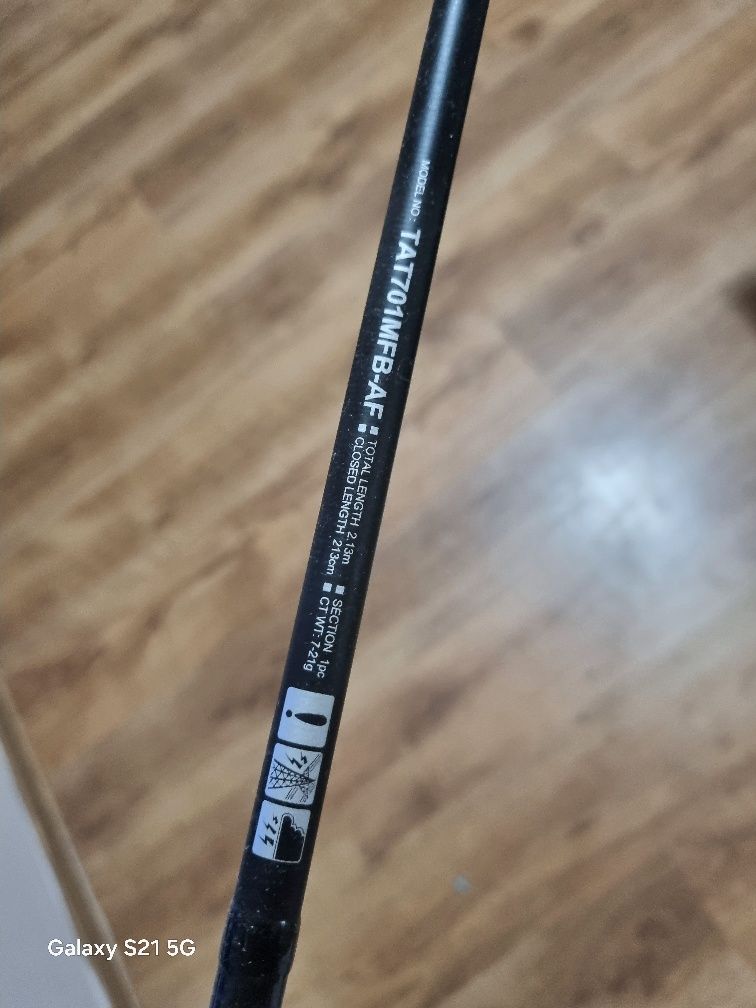 MODEL NO: TAT701MFB-AF
■ TOTAL LENGTH 2.13m ■ SECTION 1pc
■ CLOSED LENGTH 213cm ■ CT WT: 7-21g
Galaxy S21 5G